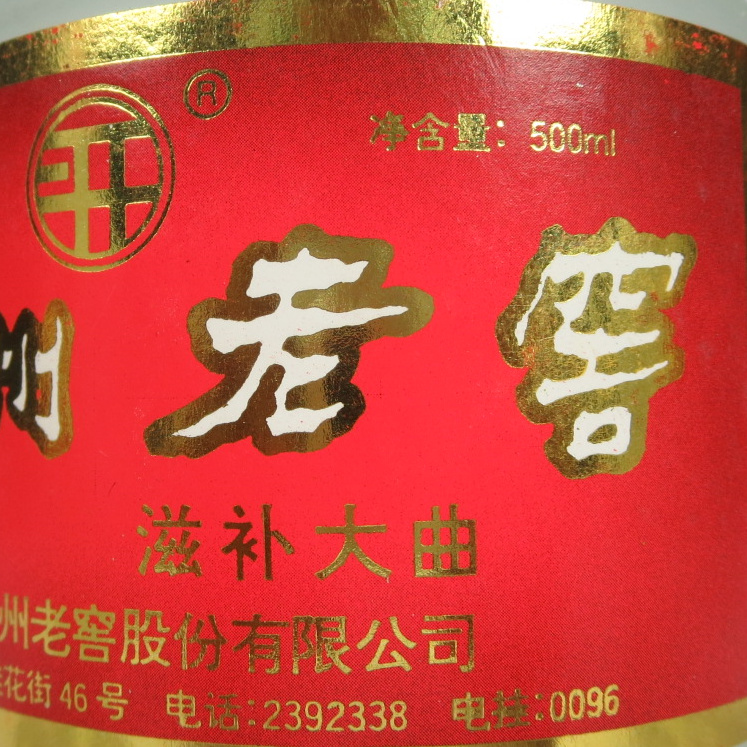 ®
净含量：500ml
州老窖
滋补大曲
州老窖股份有限公司
花街46号 电话：2392338 电挂：0096